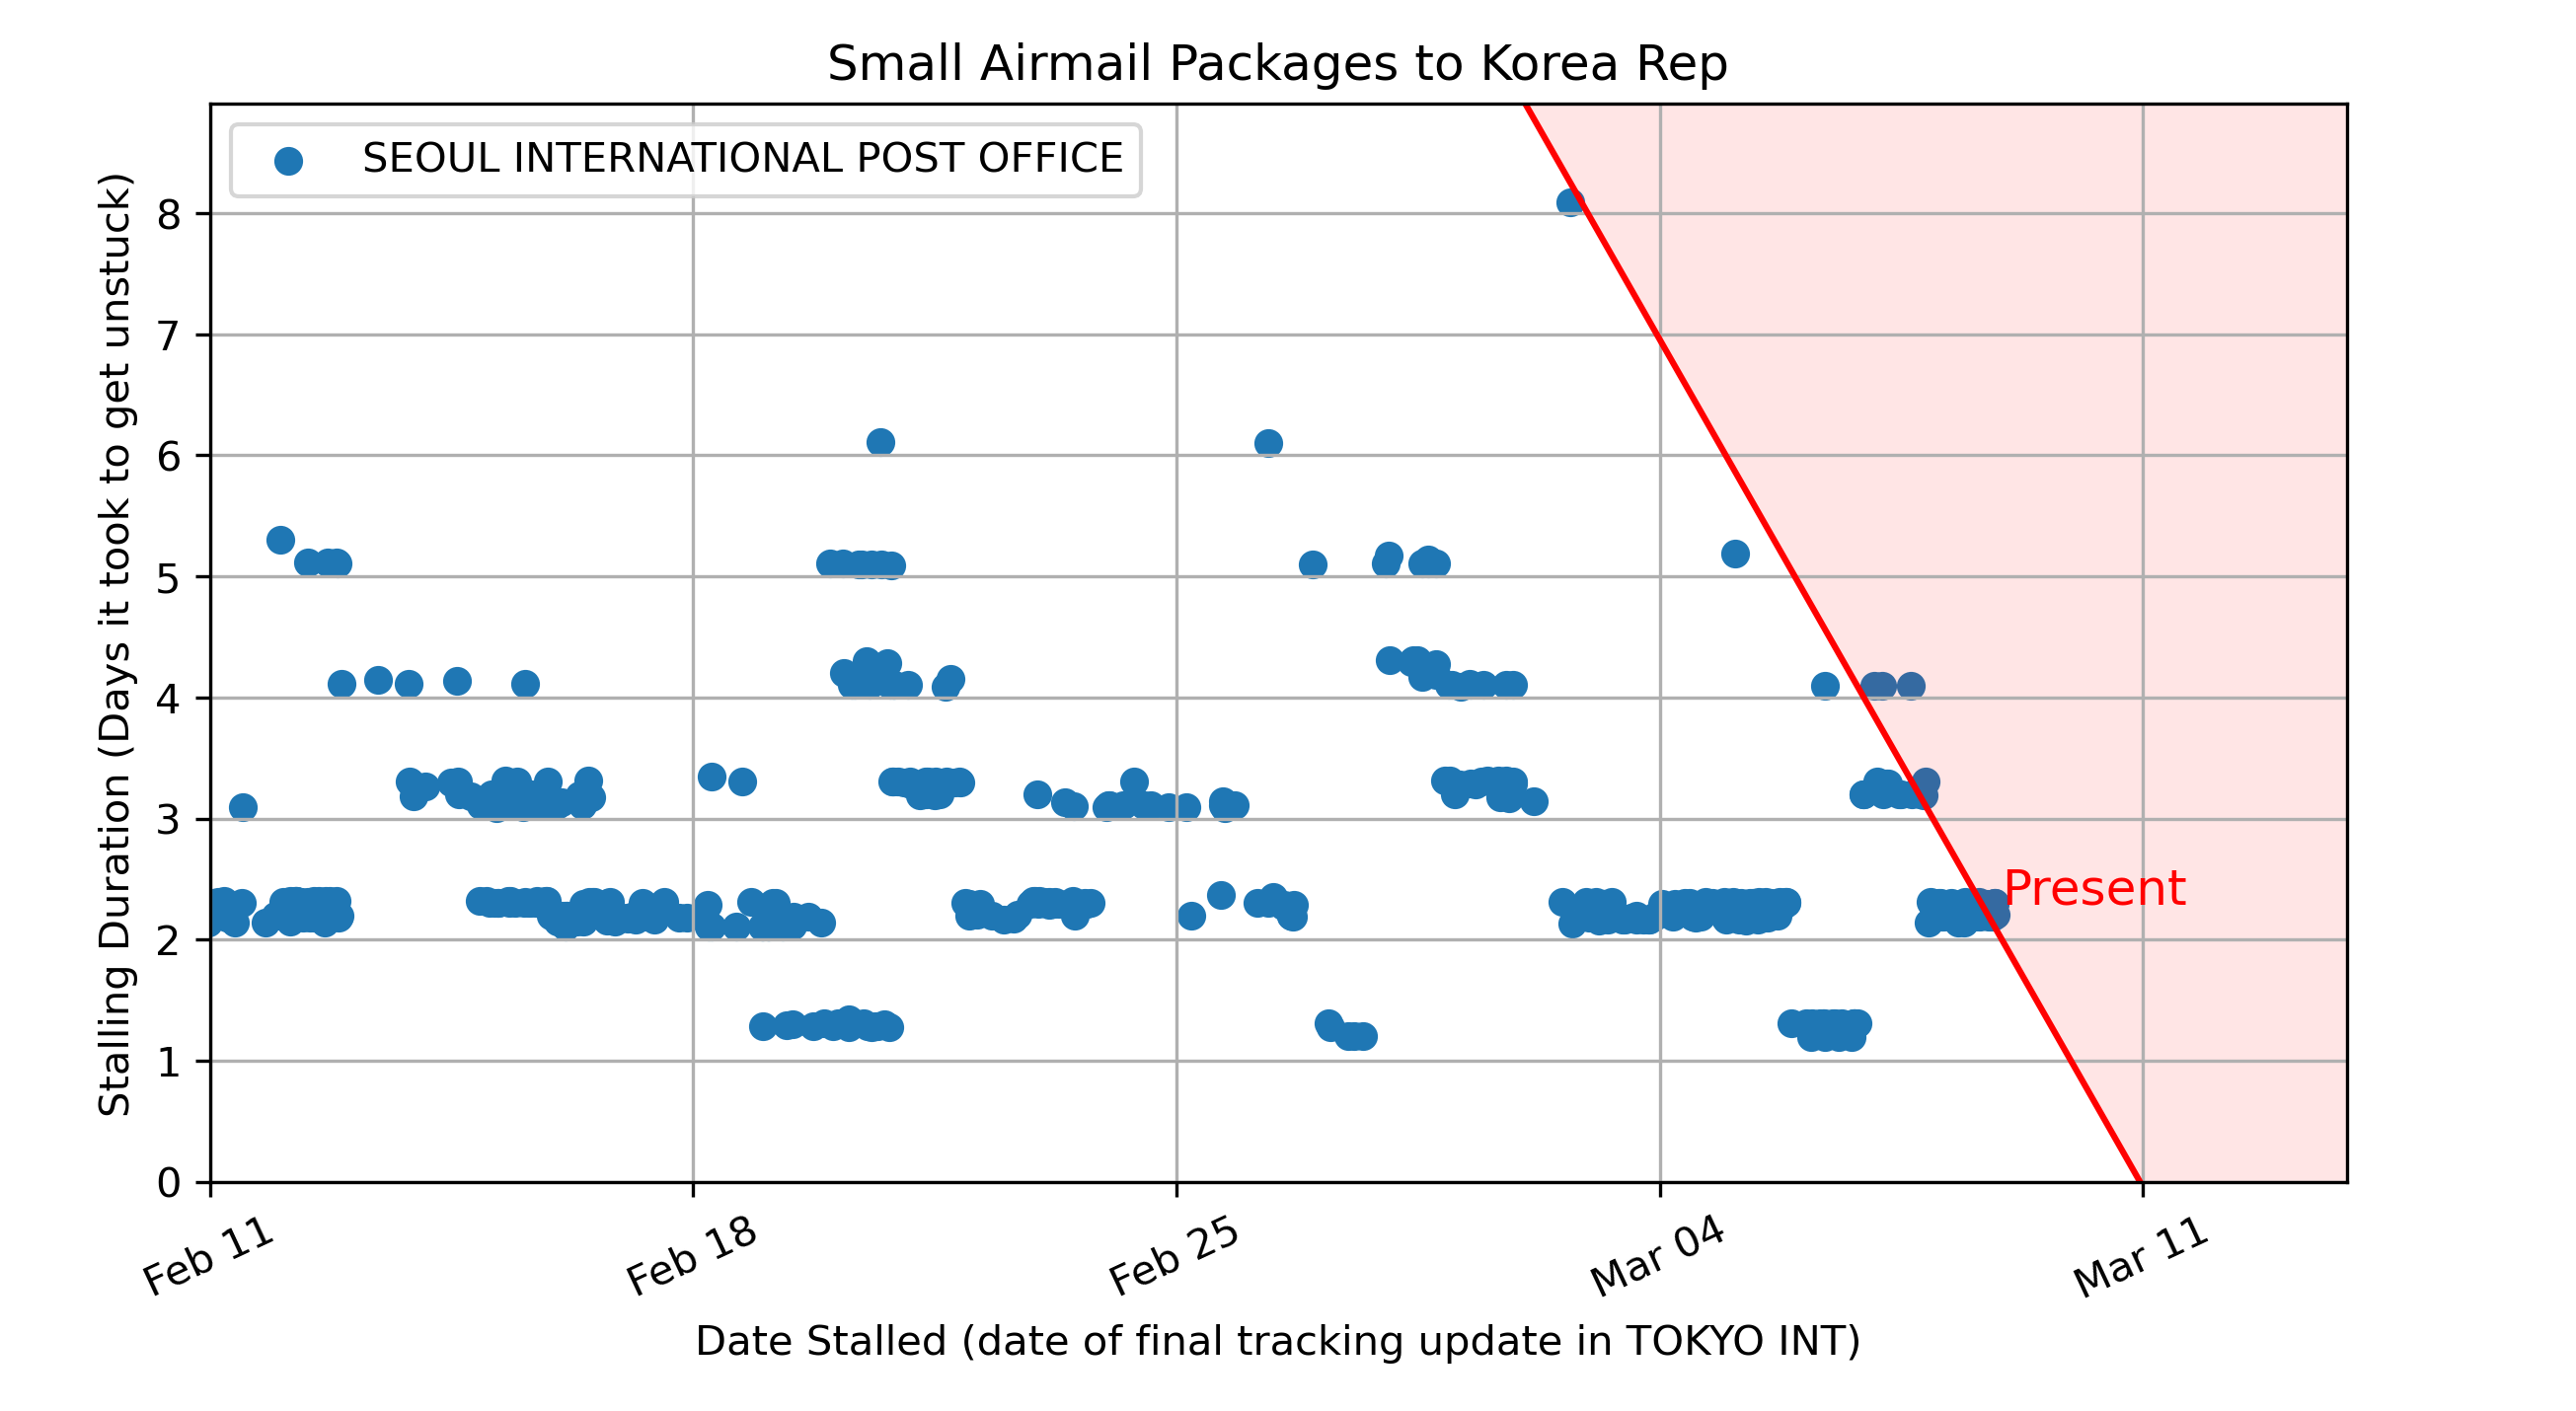 Small Airmail Packages to Korea Rep
SEOUL INTERNATIONAL POST OFFICE
Stalling Duration (Days it took to get unstuck)
8
7
6
5
4
3
2
1
0
Present
Feb 11
Feb 18
Feb 25
Mar 04
Mar 11
Date Stalled (date of final tracking update in TOKYO INT)